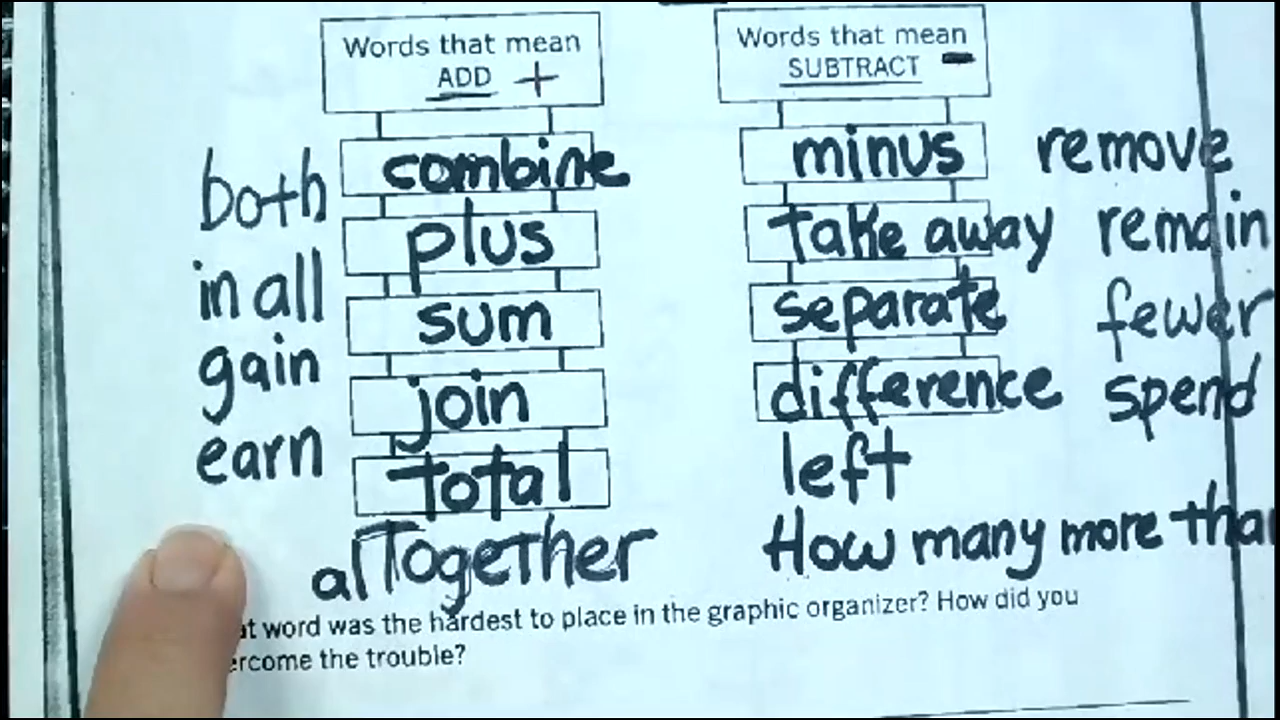 Words that mean
ADD +
both
in all
gain
earn
combine
plus
sum
join
total
alTogether
Words that mean
SUBTRACT -
minus
take away
separate
difference
left
How many more tha
remove
remain
fewer
spend
at word was the hardest to place in the graphic organizer? How did you
ercome the trouble?